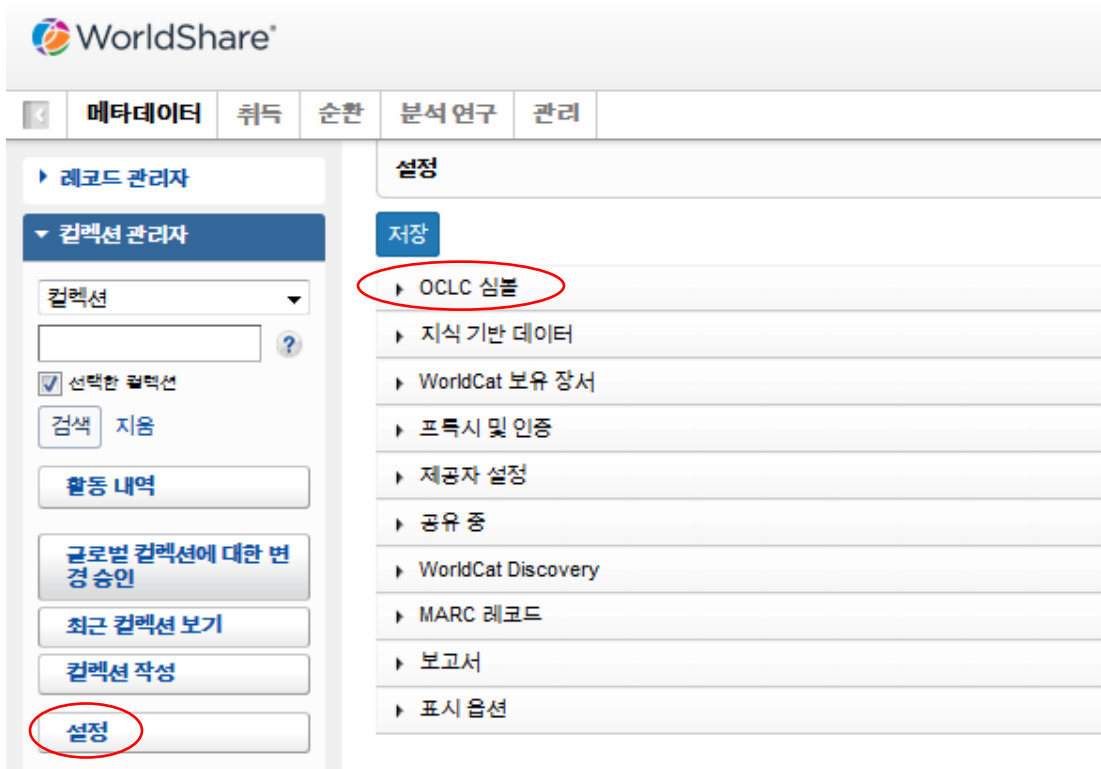 WorldShare®
메타데이터 취득 순환 분석 연구 관리
레코드 관리자
컬렉션 관리자
컬렉션
?
선택한 컬렉션
검색 지움
활동 내역
글로벌 컬렉션에 대한 변
경 승인
최근 컬렉션 보기
컬렉션 작성
설정
설정
저장
OCLC 심볼
지식 기반 데이터
WorldCat 보유 장서
프록시 및 인증
제공자 설정
공유 중
WorldCat Discovery
MARC 레코드
보고서
표시 옵션